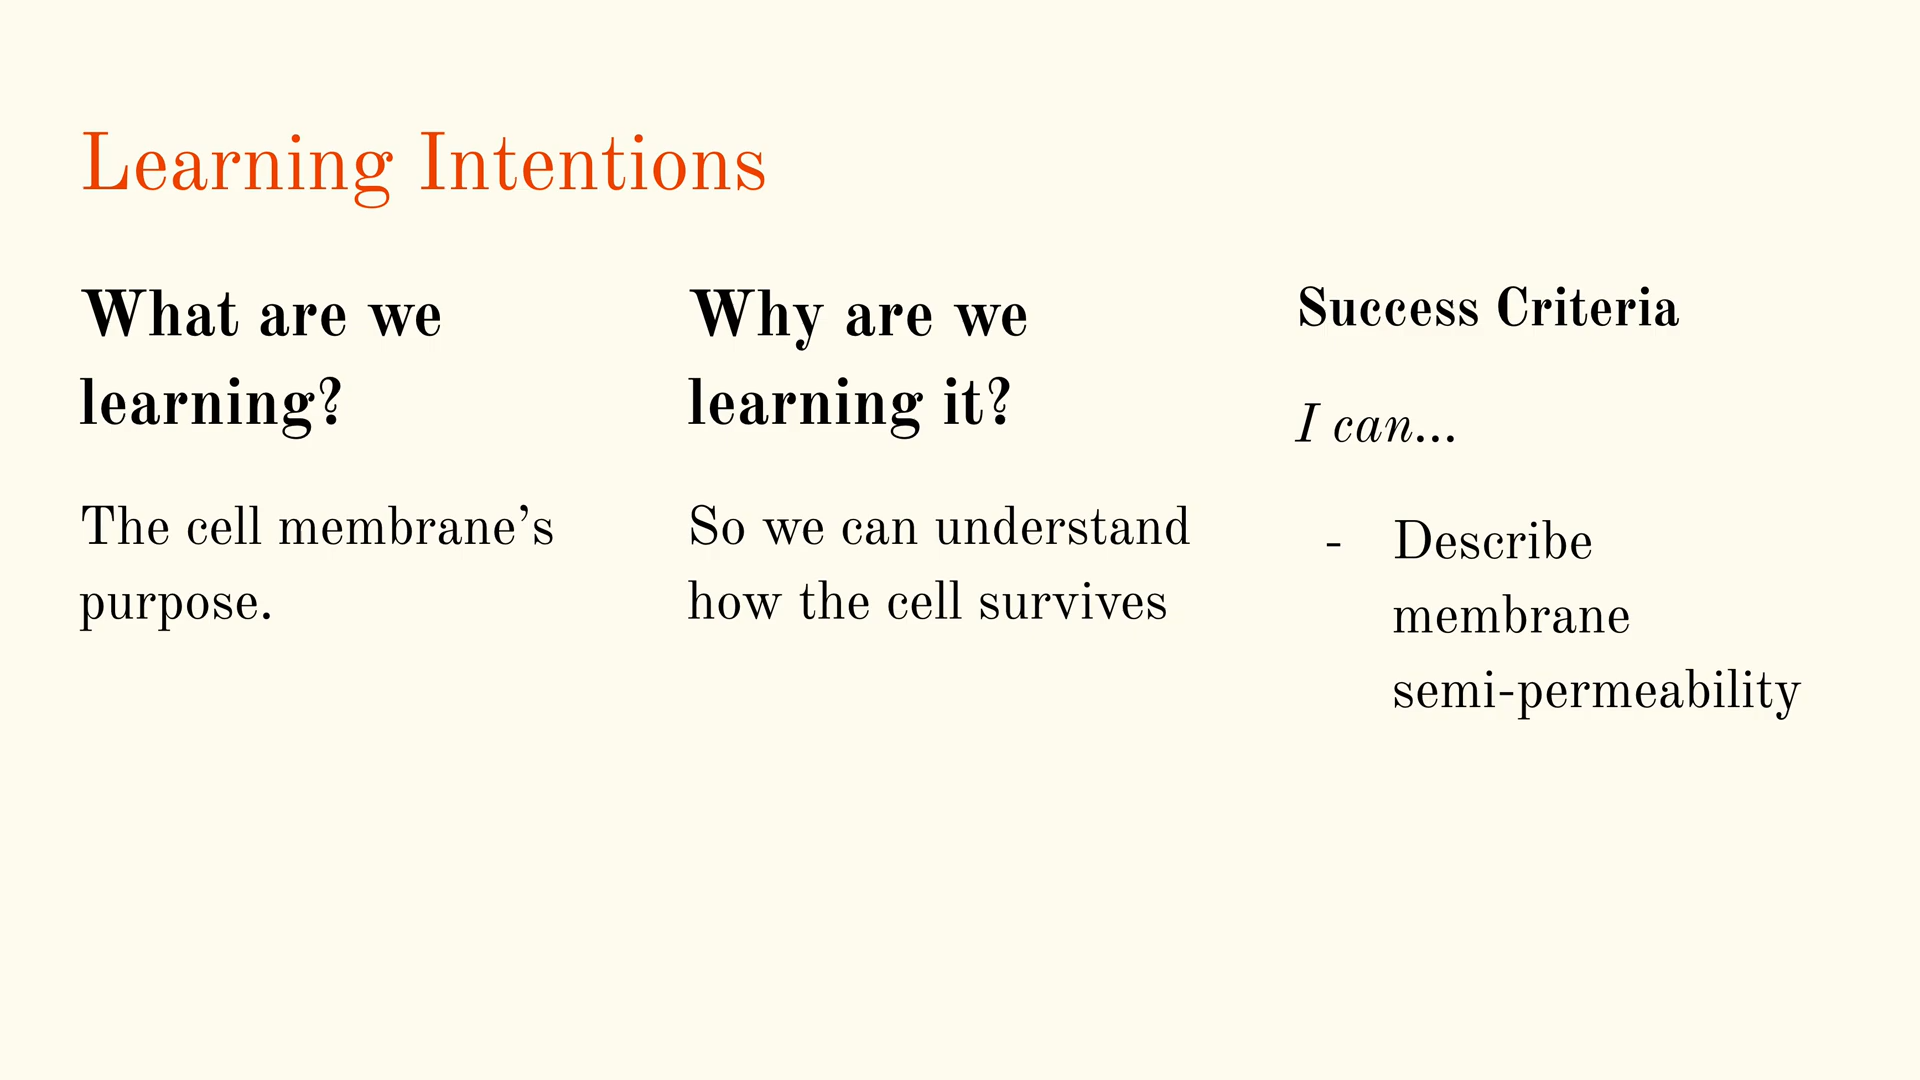 Learning Intentions
What are we
learning?
The cell membrane’s
purpose.
Why are we
learning it?
So we can understand
how the cell survives
Success Criteria
I can...
- Describe
membrane
semi-permeability